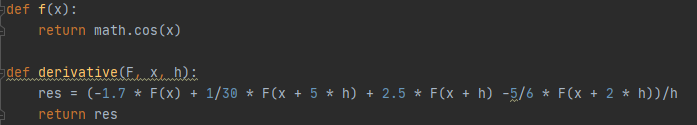 def f(x):
return math.cos(x)
def derivative(F, x, h):
res = (-1.7 * F(x) + 1/30 * F(x + 5 * h) + 2.5 * F(x + h) -5/6 * F(x + 2 * h))/h
return res